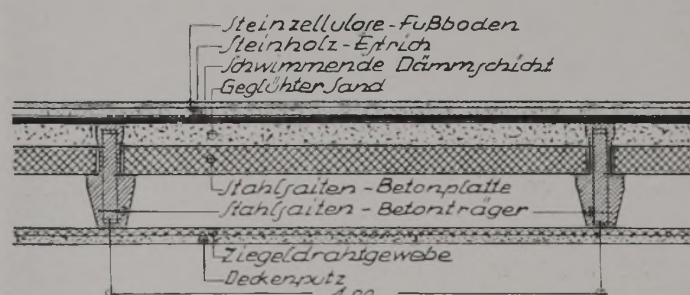 Steinzellulose-Fußboden
Steinholz-Estrich
Schwimmende Dämmschicht
Geglühter Sand
Stahlsaiten-Betonplatte
Stahlsaiten-Betonträger
Ziegeldrahtgewebe
Deckenputz